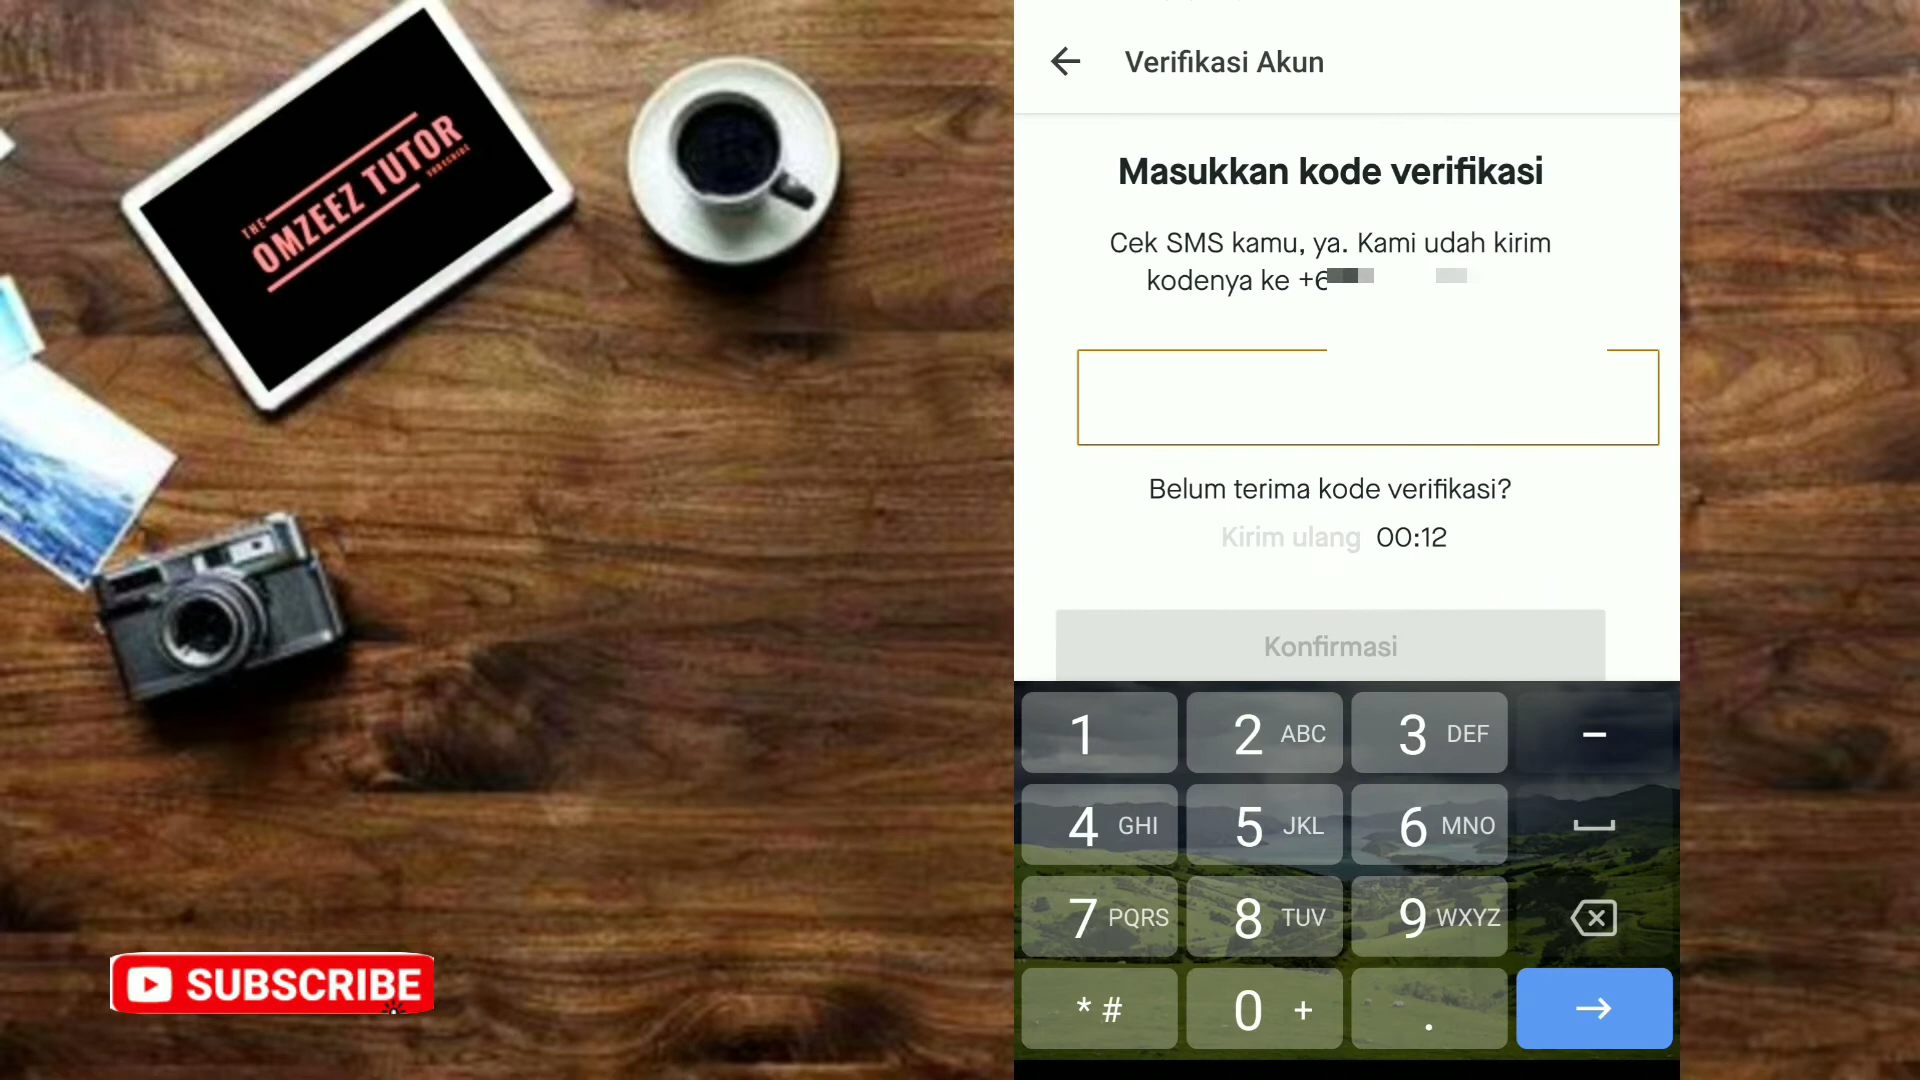 THE
OMZEEZ TUTOR
SUBSCRIBE
SUBSCRIBE
Verifikasi Akun
Masukkan kode verifikasi
Cek SMS kamu, ya. Kami udah kirim
kodenya ke +6
Belum terima kode verifikasi?
Kirim ulang 00:12
Konfirmasi
1 2 ABC 3 DEF –
4 GHI 5 JKL 6 MNO
7 PQRS 8 TUV 9 WXYZ
* # 0 + .